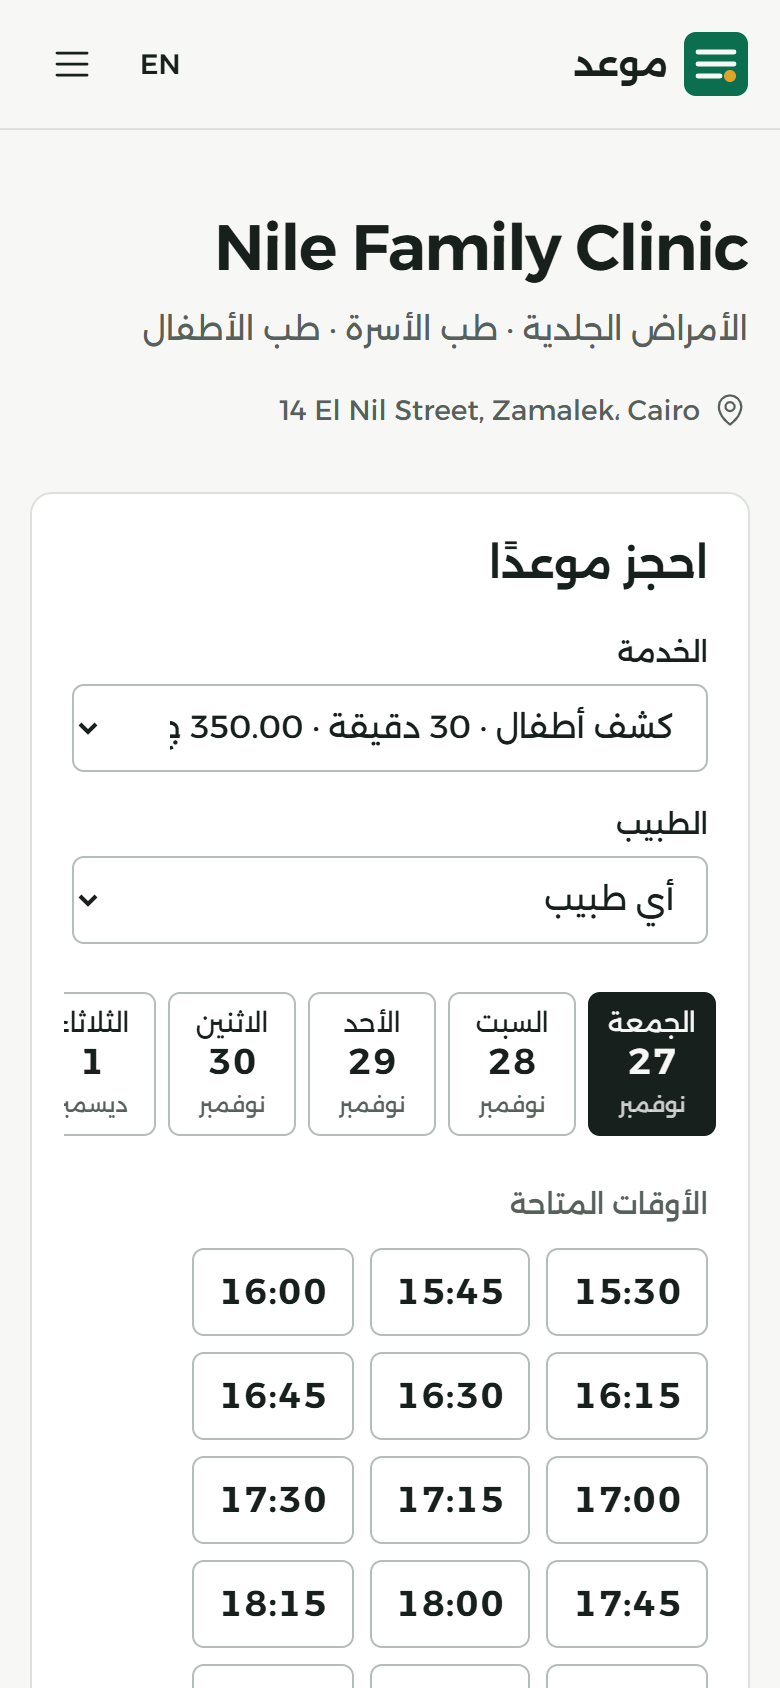 موعد
EN
Nile Family Clinic
الأمراض الجلدية · طب الأسرة · طب الأطفال
14 El Nil Street, Zamalek، Cairo
احجز موعدًا
الخدمة
كشف أطفال · 30 دقيقة · 350.00 ج
الطبيب
أي طبيب
الجمعة 27 نوفمبر
السبت 28 نوفمبر
الأحد 29 نوفمبر
الاثنين 30 نوفمبر
الثلاثاء 1 ديسمبر
الأوقات المتاحة
15:30 15:45 16:00
16:15 16:30 16:45
17:00 17:15 17:30
17:45 18:00 18:15